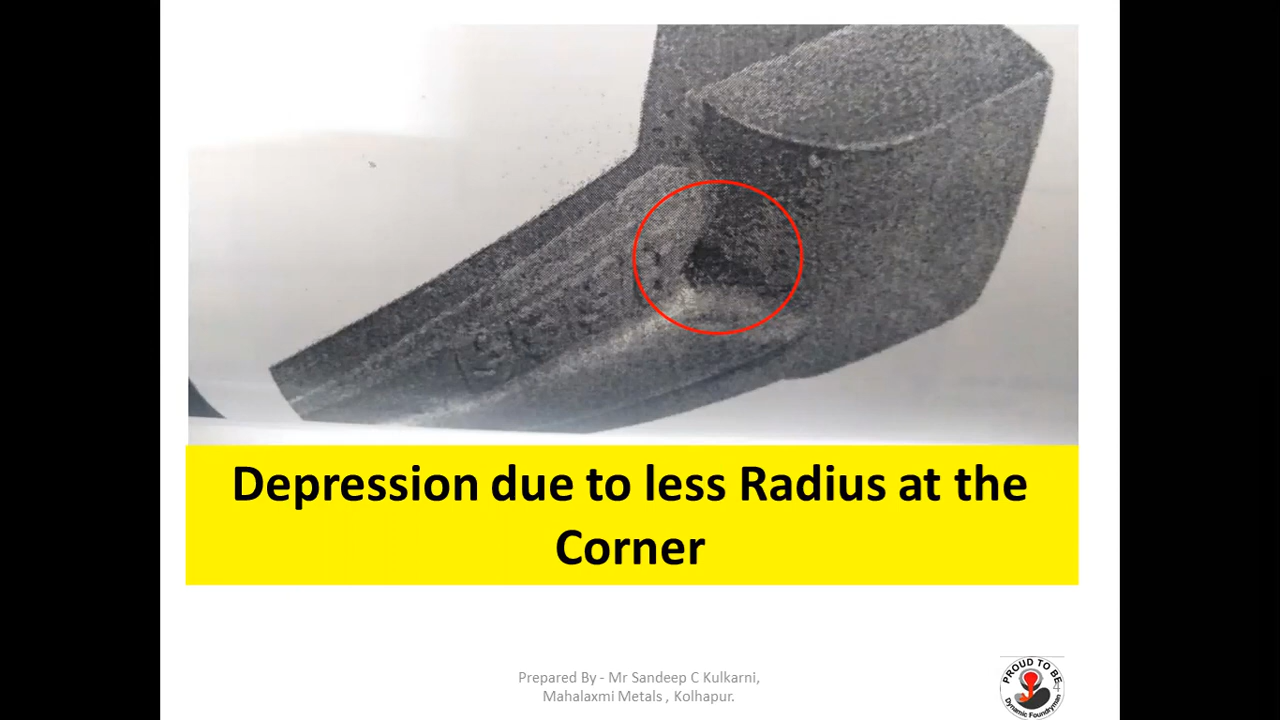 Depression due to less Radius at the
Corner
Prepared By - Mr Sandeep C Kulkarni,
Mahalaxmi Metals , Kolhapur.
PROUD TO BE
4
Dynamic Foundryman